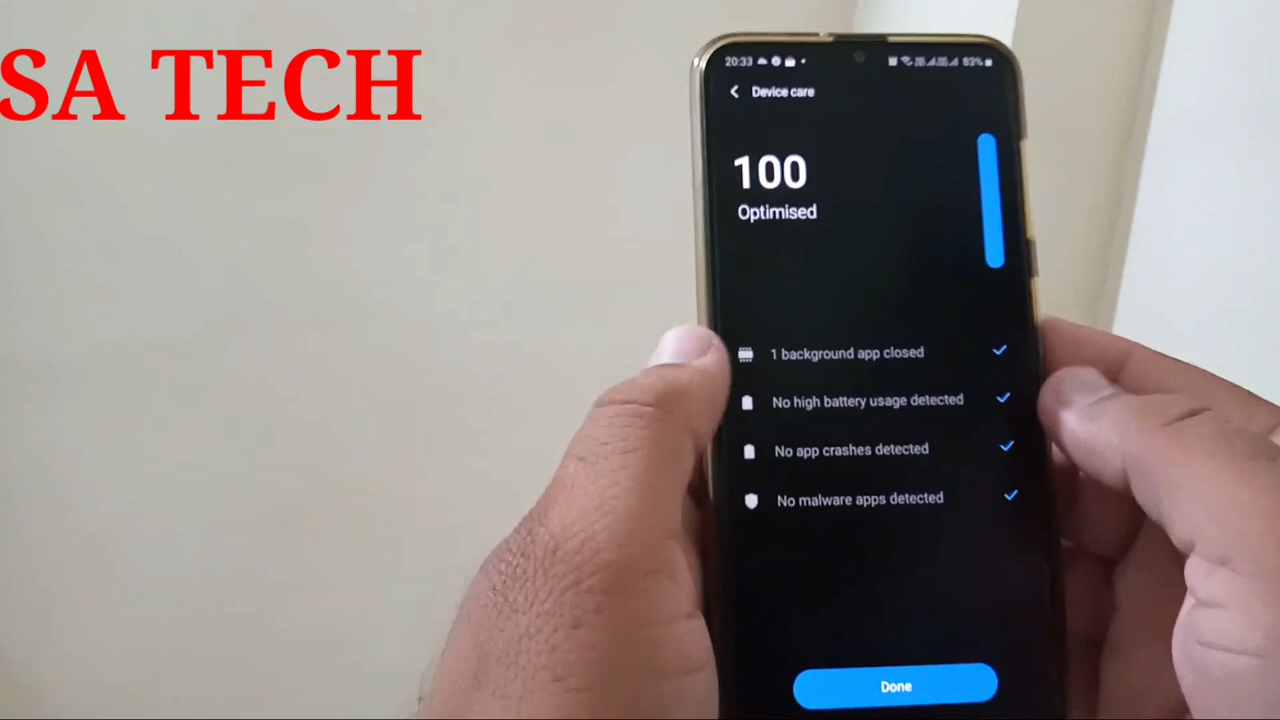 SA TECH
20:33
83%
Device care
100
Optimised
1 background app closed
No high battery usage detected
No app crashes detected
No malware apps detected
Done